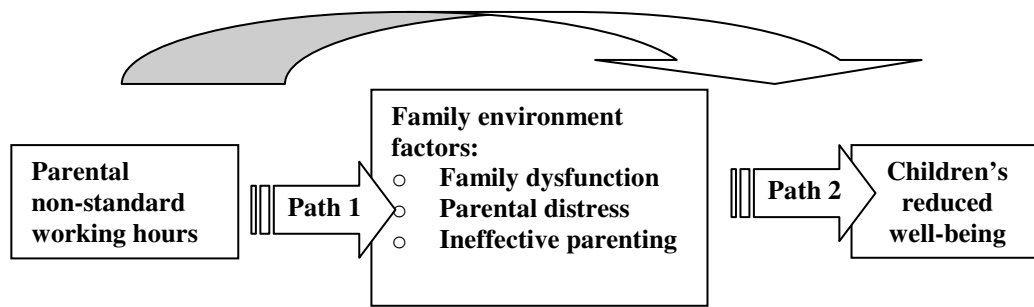 Parental
non-standard
working hours
Path 1
Family environment
factors:
○ Family dysfunction
○ Parental distress
○ Ineffective parenting
Path 2
Children's
reduced
well-being